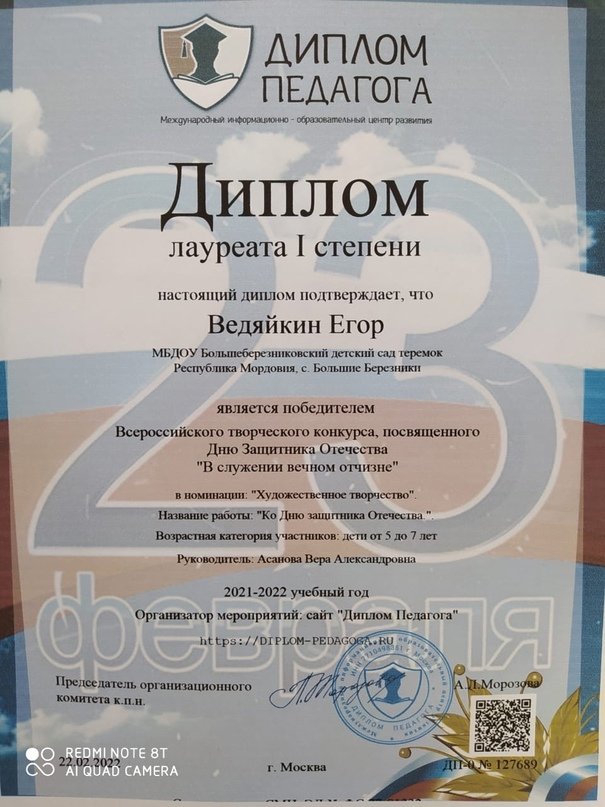 ДИПЛОМ
ПЕДАГОГА
Международный информационно - образовательный центр развития
23
февраля
Диплом
лауреата I степени
настоящий диплом подтверждает, что
Ведяйкин Егор
МБДОУ Большеберезниковский детский сад теремок
Республика Мордовия, с. Большие Березники
является победителем
Всероссийского творческого конкурса, посвященного
Дню Защитника Отечества
"В служении вечном отчизне"
в номинации: "Художественное творчество".
Название работы: "Ко Дню защитника Отечества.".
Возрастная категория участников: дети от 5 до 7 лет
Руководитель: Асанова Вера Александровна
2021-2022 учебный год
Организатор мероприятий: сайт "Диплом Педагога"
https://DIPLOM-PEDAGOGA.RU
Председатель организационного
комитета к.п.н.
А.Л.Морозова
ДИПЛОМ ПЕДАГОГА
22.02.2022
г. Москва
ДП-0 № 127689
REDMI NOTE 8T
AI QUAD CAMERA